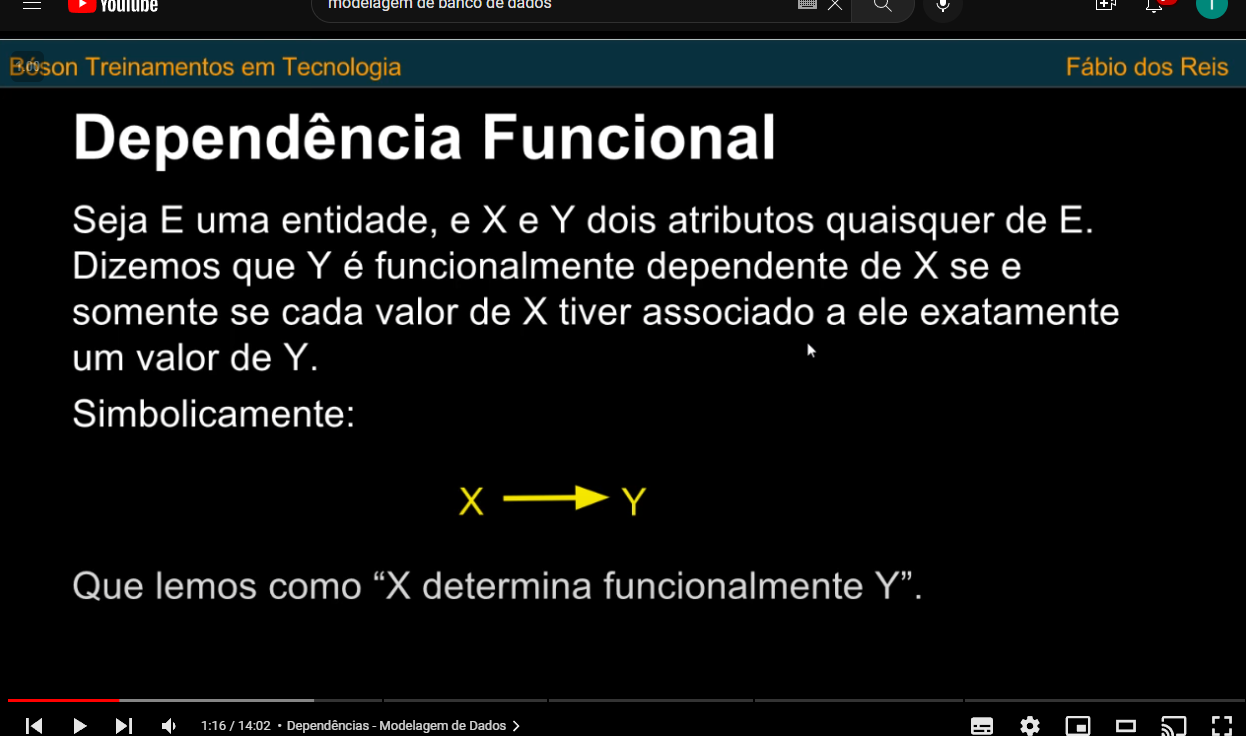 YouTube
modelagem de banco de dados
Bóson Treinamentos em Tecnologia
Fábio dos Reis
Dependência Funcional
Seja E uma entidade, e X e Y dois atributos quaisquer de E.
Dizemos que Y é funcionalmente dependente de X se e
somente se cada valor de X tiver associado a ele exatamente
um valor de Y.
Simbolicamente:
X Y
Que lemos como “X determina funcionalmente Y”.
1:16 / 14:02 • Dependências - Modelagem de Dados